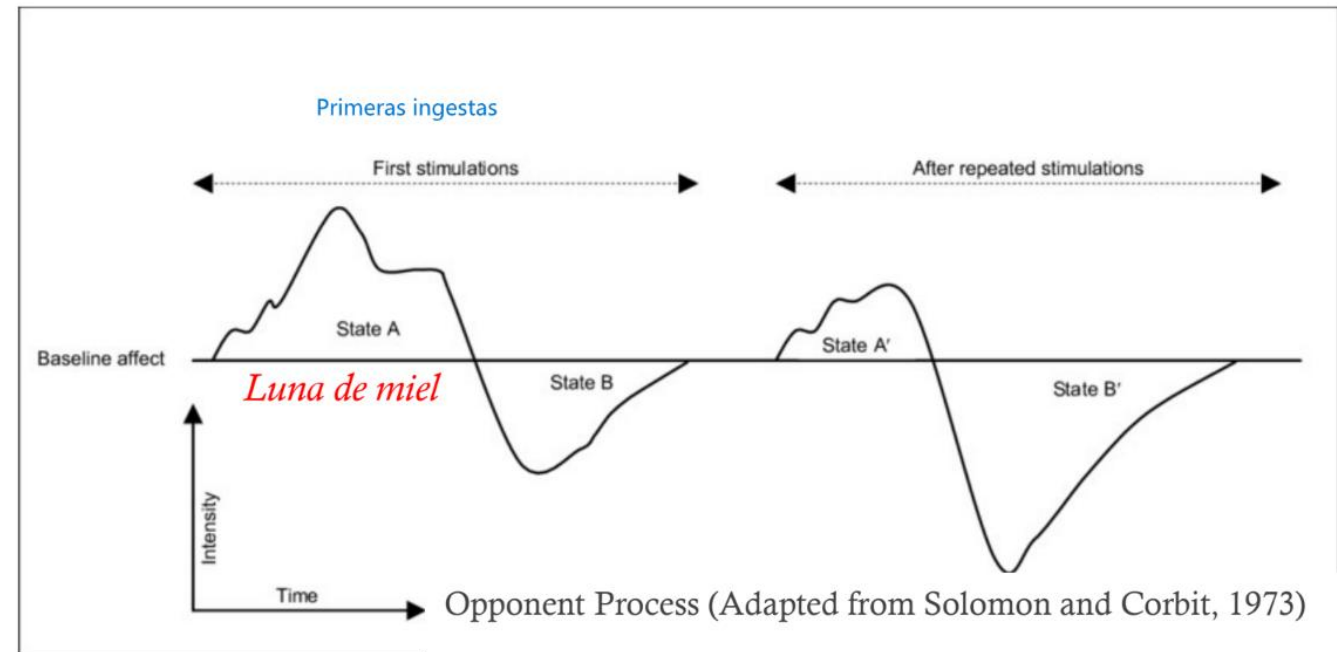 Primeras ingestas
First stimulations
After repeated stimulations
State A
State A′
Baseline affect
Luna de miel
State B
State B′
Intensity
Time
Opponent Process (Adapted from Solomon and Corbit, 1973)